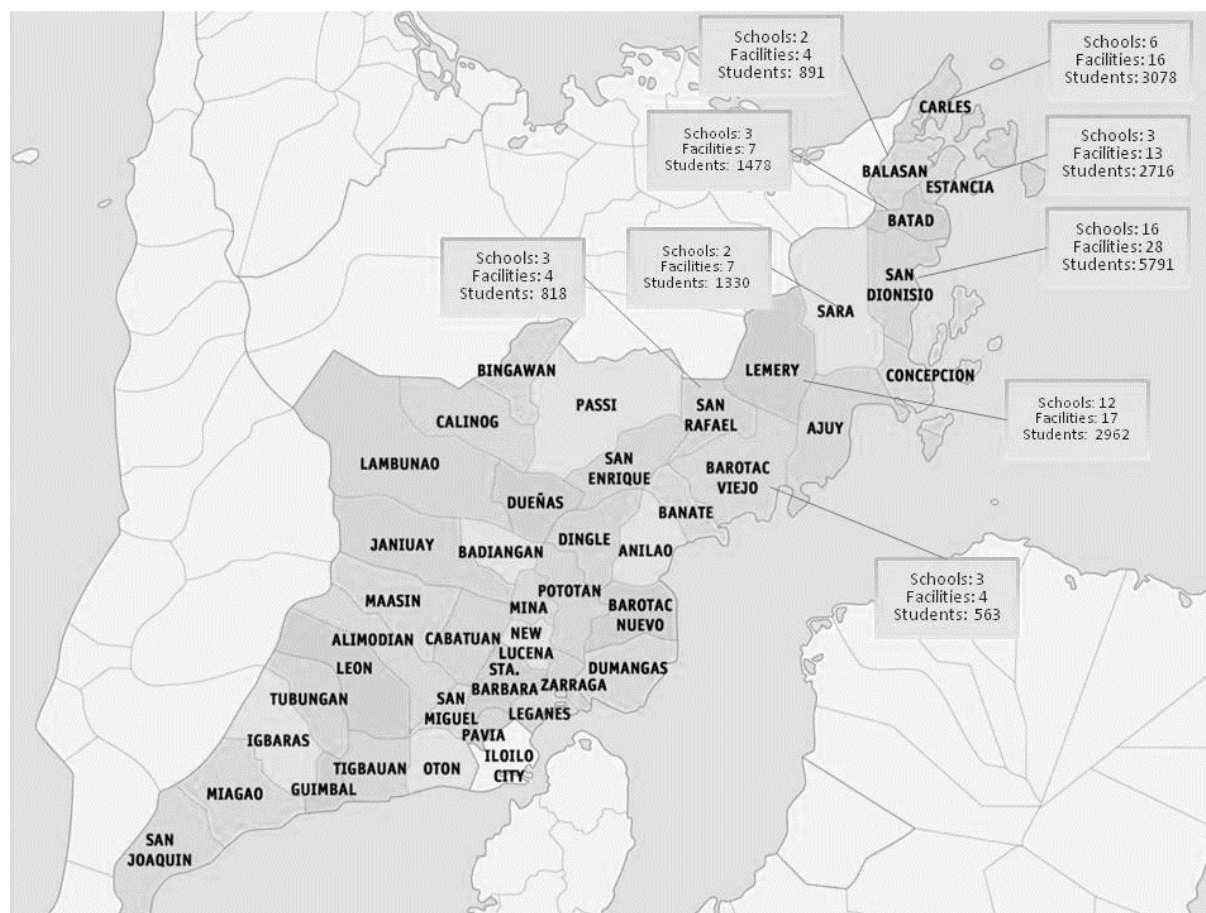 Schools: 2
Facilities: 4
Students: 891
Schools: 6
Facilities: 16
Students: 3078
CARLES
Schools: 3
Facilities: 7
Students: 1478
Schools: 3
Facilities: 13
Students: 2716
BALASAN
ESTANCIA
BATAD
Schools: 16
Facilities: 28
Students: 5791
Schools: 3
Facilities: 4
Students: 818
Schools: 2
Facilities: 7
Students: 1330
SAN
DIONISIO
SARA
BINGAWAN
LEMERY
CONCEPCION
PASSI
CALINOG
SAN
RAFAEL
AJUY
Schools: 12
Facilities: 17
Students: 2962
LAMBUNAO
SAN
ENRIQUE
BAROTAC
VIEJO
DUEÑAS
BANATE
JANIUAY
BADIANGAN
DINGLE
ANILAO
Schools: 3
Facilities: 4
Students: 563
MAASIN
POTOTAN
MINA
BAROTAC
NUEVO
ALIMODIAN
CABATUAN
NEW
LUCENA
LEON
STA.
BARBARA
ZARRAGA
DUMANGAS
TUBUNGAN
SAN
MIGUEL
LEGANES
PAVIA
IGBARAS
TIGBAUAN
OTON
ILOILO
CITY
MIAGAO
GUIMBAL
SAN
JOAQUIN